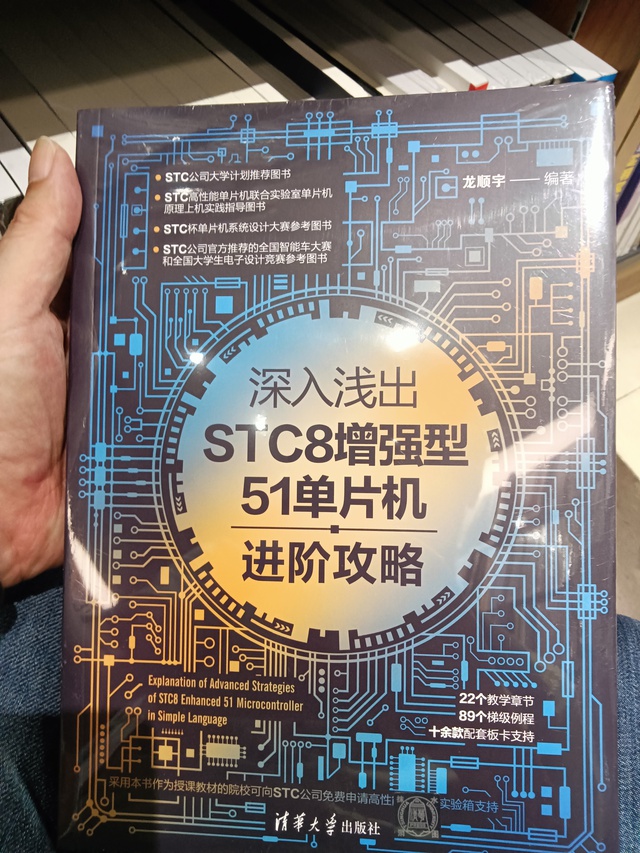 STC公司大学计划推荐图书
STC高性能单片机联合实验室单片机
原理上机实践指导图书
STC杯单片机系统设计大赛参考图书
STC公司官方推荐的全国智能车大赛
和全国大学生电子设计竞赛参考图书
龙顺宇——编著
深入浅出
STC8增强型
51单片机
进阶攻略
Explanation of Advanced Strategies
of STC8 Enhanced 51 Microcontroller
in Simple Language
22个教学章节
89个梯级例程
十余款配套板卡支持
采用本书作为授课教材的院校可向STC公司免费申请高性
实验箱支持
清华大学出版社